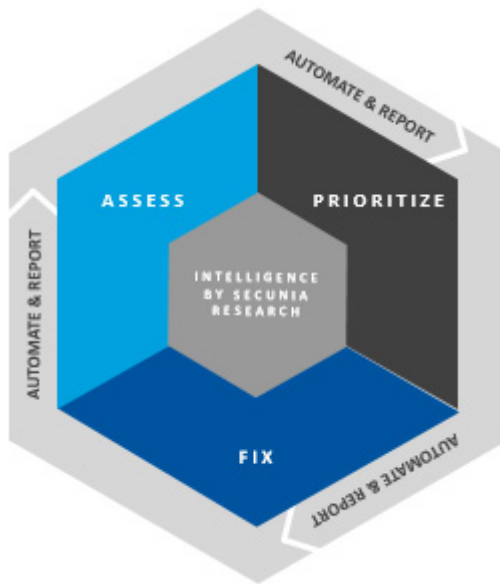 AUTOMATE & REPORT
ASSESS
PRIORITIZE
INTELLIGENCE
BY SECUNIA
RESEARCH
AUTOMATE & REPORT
FIX
AUTOMATE & REPORT